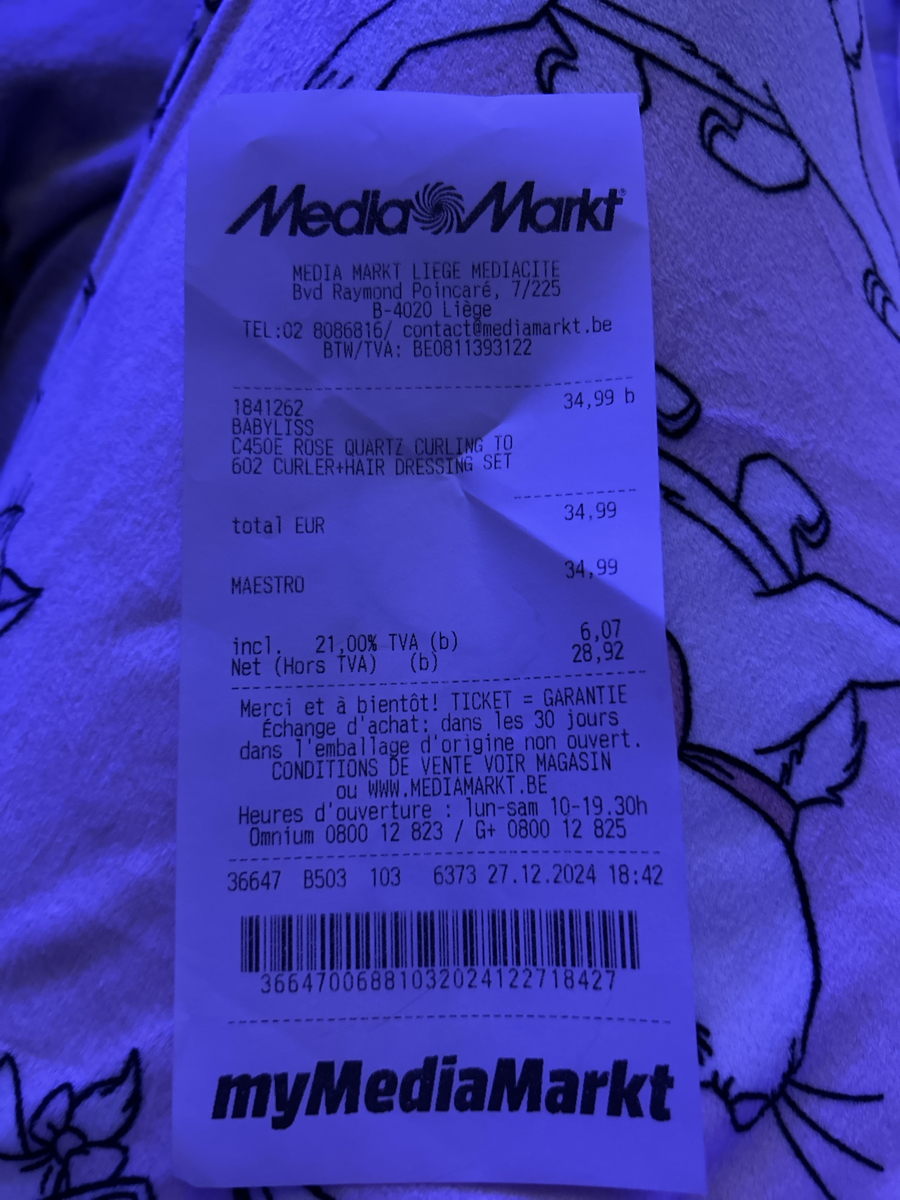 Media Markt®
MEDIA MARKT LIEGE MEDIACITE
Bvd Raymond Poincaré, 7/225
B-4020 Liège
TEL:02 8086816/ contact@mediamarkt.be
BTW/TVA: BE0811393122
1841262 34,99 b
BABYLISS
C450E ROSE QUARTZ CURLING TO
602 CURLER+HAIR DRESSING SET
total EUR 34,99
MAESTRO 34,99
incl. 21,00% TVA (b) 6,07
Net (Hors TVA) (b) 28,92
Merci et à bientôt! TICKET = GARANTIE
Échange d'achat: dans les 30 jours
dans l'emballage d'origine non ouvert.
CONDITIONS DE VENTE VOIR MAGASIN
ou WWW.MEDIAMARKT.BE
Heures d'ouverture : lun-sam 10-19.30h
Omnium 0800 12 823 / G+ 0800 12 825
36647 B503 103 6373 27.12.2024 18:42
36647006881032024122718427
myMediaMarkt